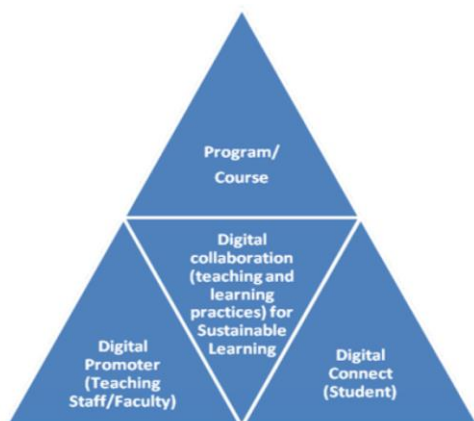 Program/
Course
Digital
collaboration
(teaching and
learning
practices) for
Sustainable
Learning
Digital
Promoter
(Teaching
Staff/Faculty)
Digital
Connect
(Student)